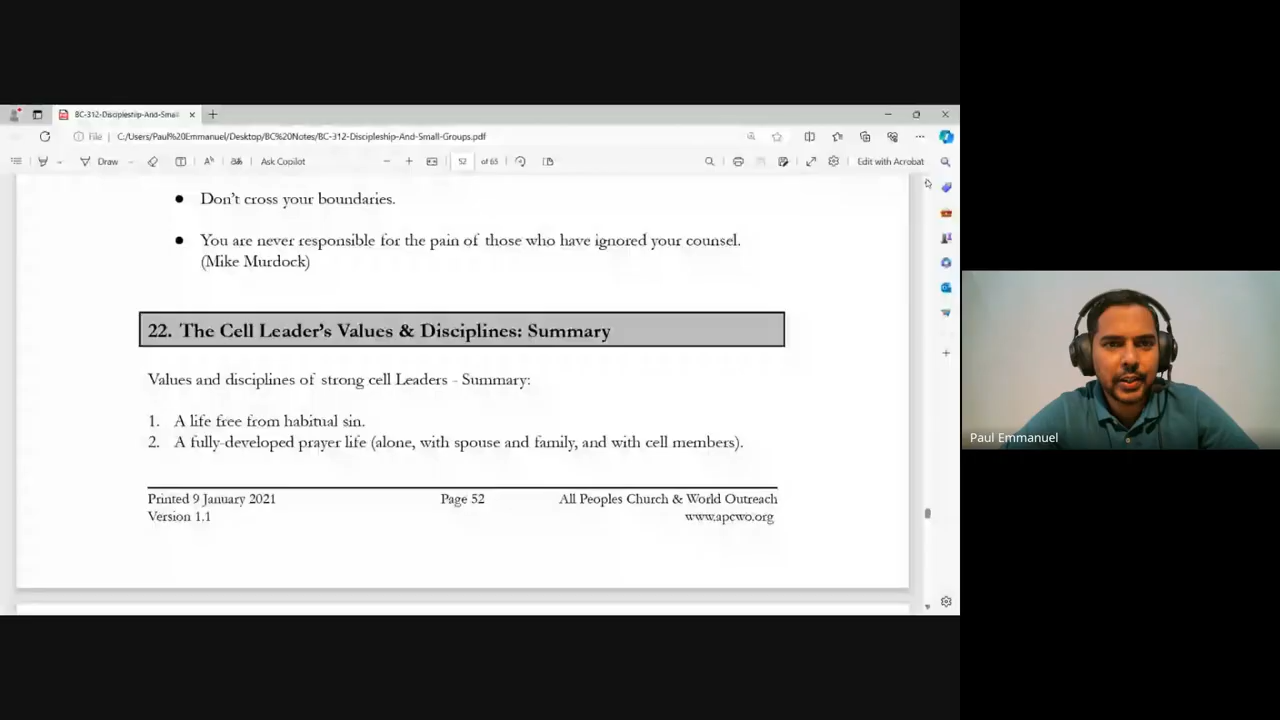 BC-312-Discipleship-And-Smal
File
C:/Users/Paul%20Emmanuel/Desktop/BC%20Notes/BC-312-Discipleship-And-Small-Groups.pdf
Draw
Ask Copilot
52
of 65
Edit with Acrobat
● Don't cross your boundaries.
● You are never responsible for the pain of those who have ignored your counsel.
(Mike Murdock)
22. The Cell Leader's Values & Disciplines: Summary
Values and disciplines of strong cell Leaders - Summary:
1. A life free from habitual sin.
2. A fully-developed prayer life (alone, with spouse and family, and with cell members).
Printed 9 January 2021
Page 52
All Peoples Church & World Outreach
Version 1.1
www.apcwo.org
Paul Emmanuel